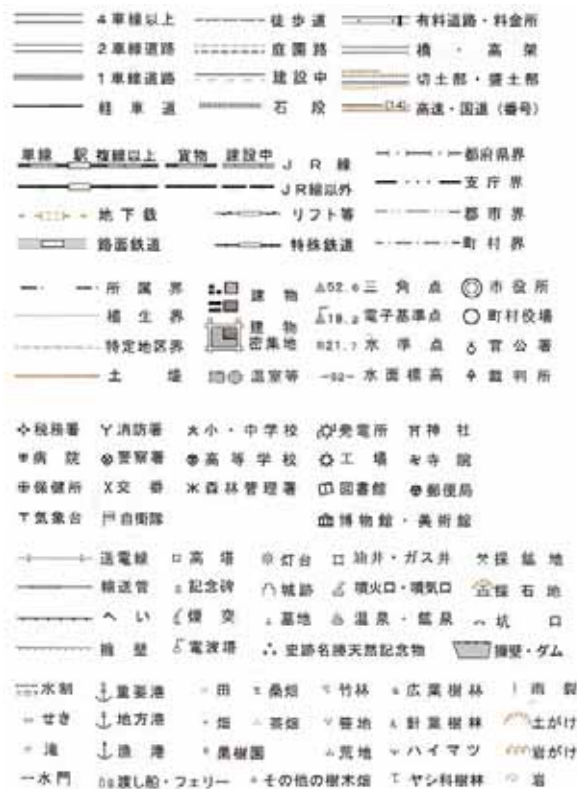 4車線以上 徒歩道 有料道路・料金所
2車線道路 庭園路 橋・高架
1車線道路 建設中 切土部・盛土部
軽車道 石段 (14) 高速・国道(番号)
単線 駅 複線以上 貨物 建設中 JR線 都府県界
JR線以外 支庁界
地下鉄 リフト等 郡市界
路面鉄道 特殊鉄道 町村界
所属界 建物 52.6 三角点 市役所
植生界 建物 18.2 電子基準点 町村役場
特定地区界 密集地 21.7 水準点 官公署
土堤 温室等 -92- 水面標高 裁判所
税務署 消防署 小・中学校 発電所 神社
病院 警察署 高等学校 工場 寺院
保健所 交番 森林管理署 図書館 郵便局
気象台 自衛隊 博物館・美術館
送電線 高塔 灯台 油井・ガス井 採鉱地
輸送管 記念碑 城跡 噴火口・噴気口 採石地
へい 煙突 墓地 温泉・鉱泉 坑口
擁壁 電波塔 史跡名勝天然記念物 擁壁・ダム
水制 重要港 田 桑畑 竹林 広葉樹林 雨裂
せき 地方港 畑 茶畑 笹地 針葉樹林 土がけ
滝 漁港 果樹園 荒地 ハイマツ 岩がけ
水門 渡し船・フェリー その他の樹木畑 ヤシ科樹林 岩